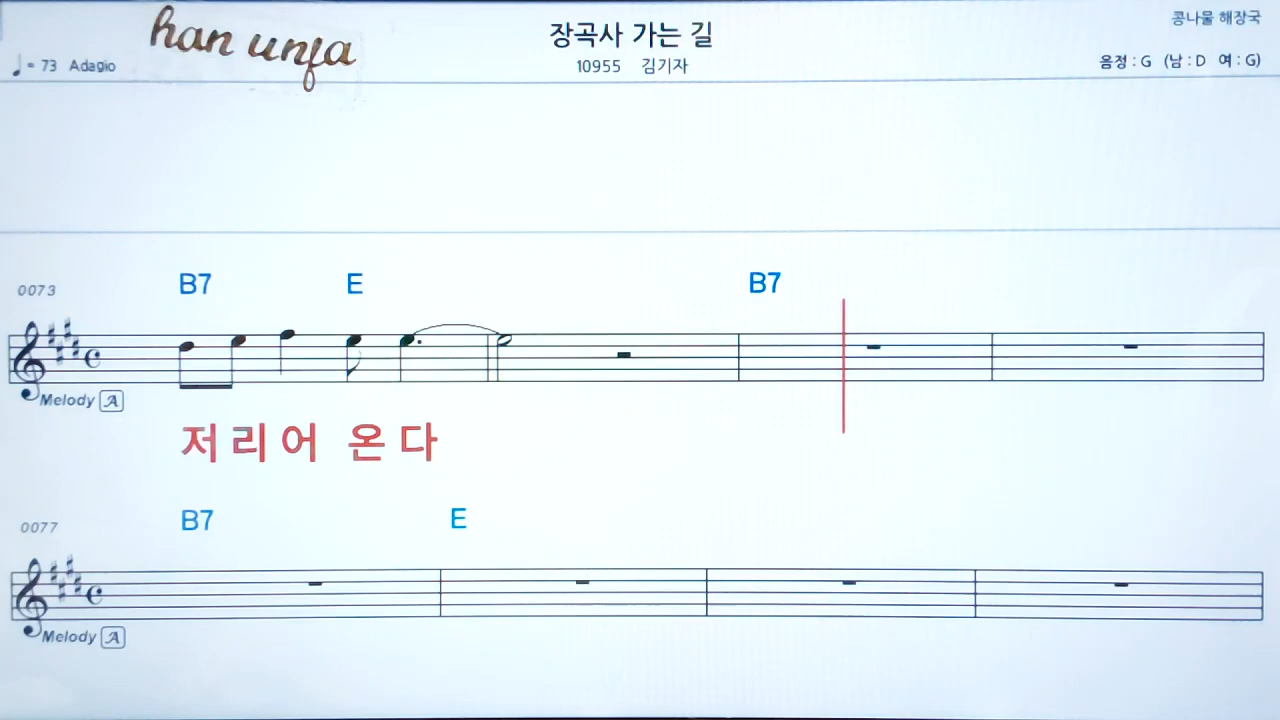 han unfa
장곡사 가는 길
콩나물 해장국
♩= 73 Adagio
10955 김기자
음정 : G (남 : D 여 : G)
B7 E B7
0073
Melody A
저리어 온다
B7 E
0077
Melody A